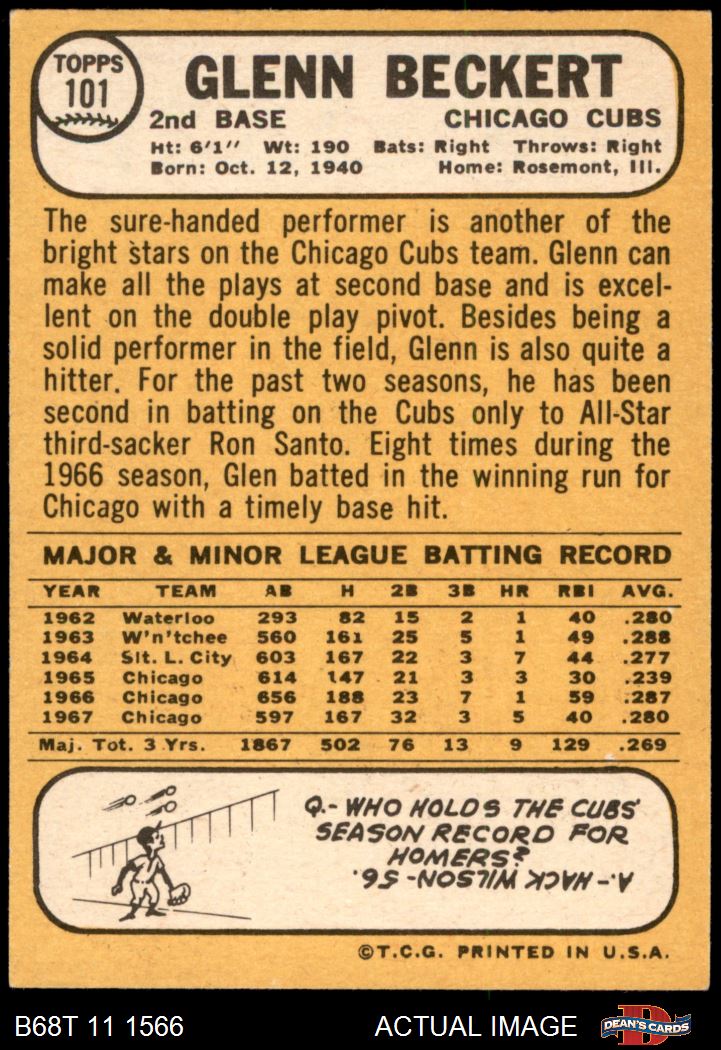 TOPPS
101
GLENN BECKERT
2nd BASE CHICAGO CUBS
Ht: 6'1" Wt: 190 Bats: Right Throws: Right
Born: Oct. 12, 1940 Home: Rosemont, Ill.
The sure-handed performer is another of the
bright stars on the Chicago Cubs team. Glenn can
make all the plays at second base and is excel-
lent on the double play pivot. Besides being a
solid performer in the field, Glenn is also quite a
hitter. For the past two seasons, he has been
second in batting on the Cubs only to All-Star
third-sacker Ron Santo. Eight times during the
1966 season, Glen batted in the winning run for
Chicago with a timely base hit.
MAJOR & MINOR LEAGUE BATTING RECORD
YEAR TEAM AB H 2B 3B HR RBI AVG.
1962 Waterloo 293 82 15 2 1 40 .280
1963 W'n'tchee 560 161 25 5 1 49 .288
1964 Slt. L. City 603 167 22 3 7 44 .277
1965 Chicago 614 147 21 3 3 30 .239
1966 Chicago 656 188 23 7 1 59 .287
1967 Chicago 597 167 32 3 5 40 .280
Maj. Tot. 3 Yrs. 1867 502 76 13 9 129 .269
Q.- WHO HOLDS THE CUBS'
SEASON RECORD FOR
HOMERS?
A.- HACK WILSON- 56.
©T.C.G. PRINTED IN U.S.A.
B68T 11 1566 ACTUAL IMAGE DEAN'S CARDS